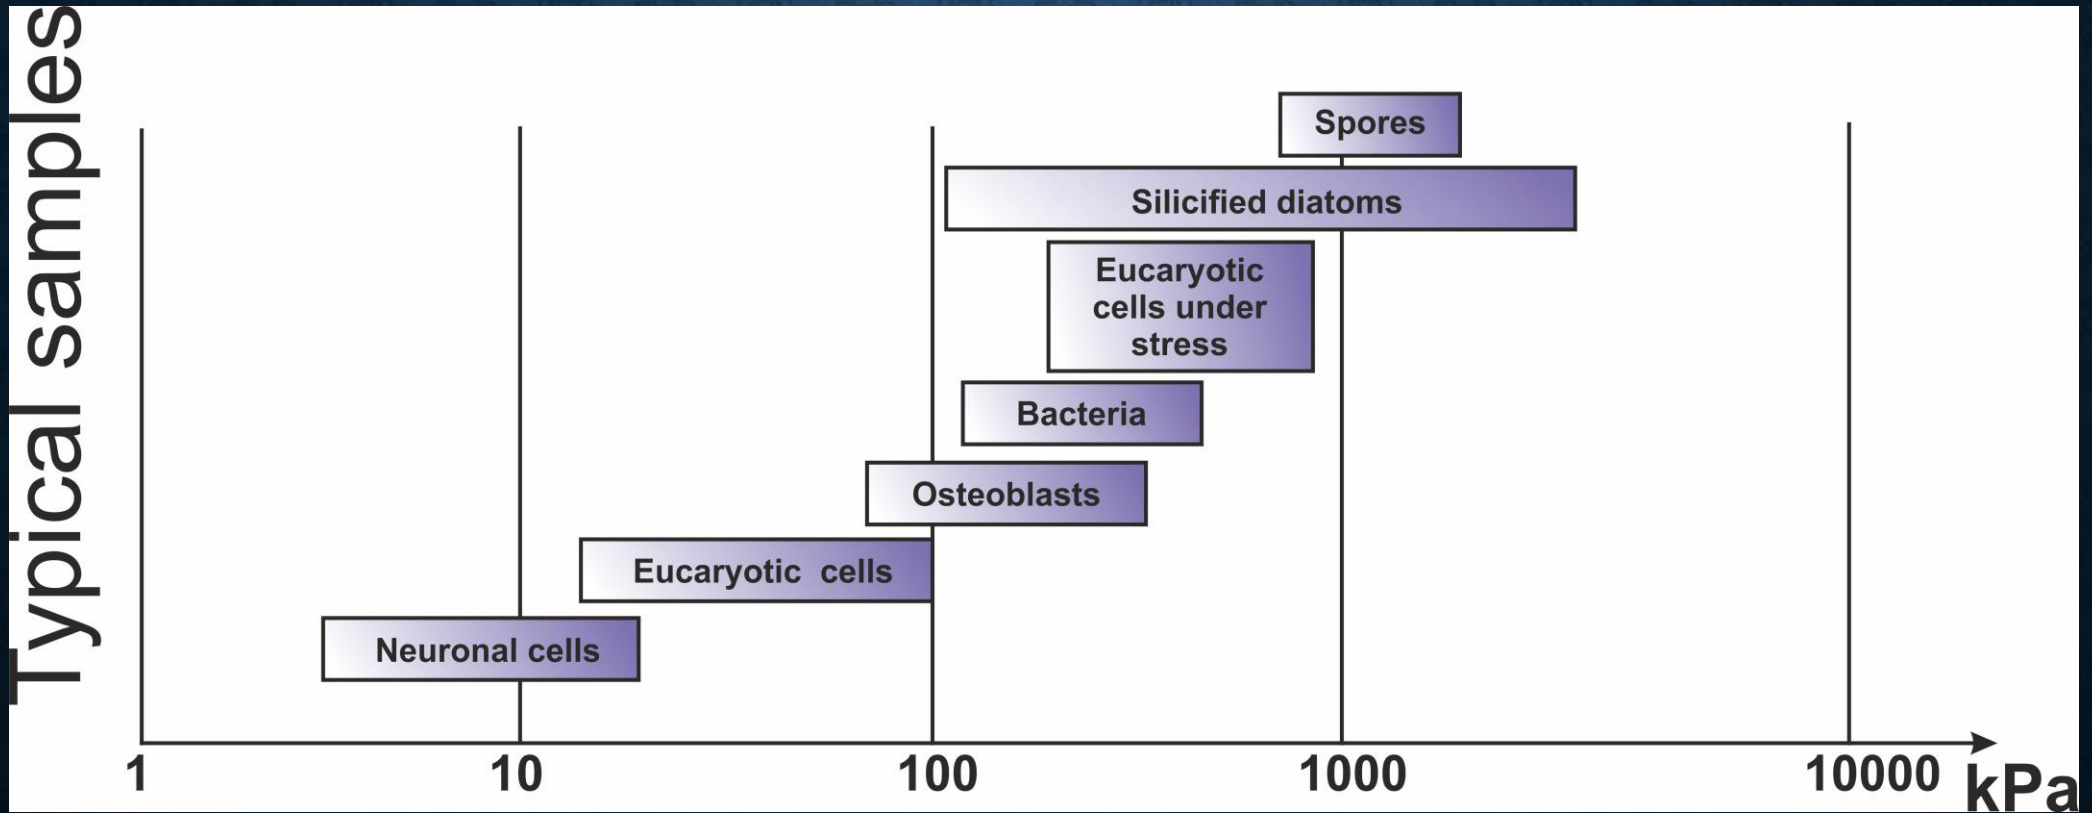 Typical samples
Spores
Silicified diatoms
Eucaryotic
cells under
stress
Bacteria
Osteoblasts
Eucaryotic cells
Neuronal cells
1 10 100 1000 10000 kPa